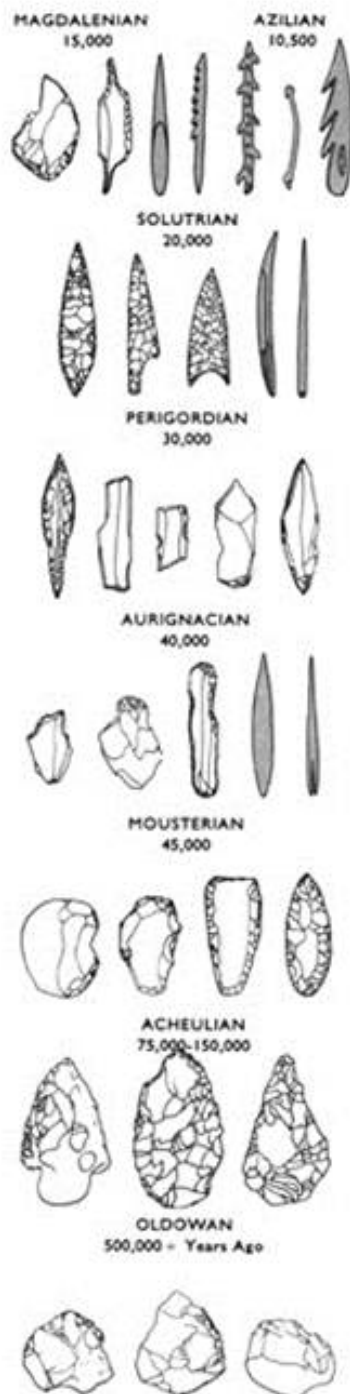 MAGDALENIAN
15,000
AZILIAN
10,500
SOLUTRIAN
20,000
PERIGORDIAN
30,000
AURIGNACIAN
40,000
MOUSTERIAN
45,000
ACHEULIAN
75,000-150,000
OLDOWAN
500,000 + Years Ago